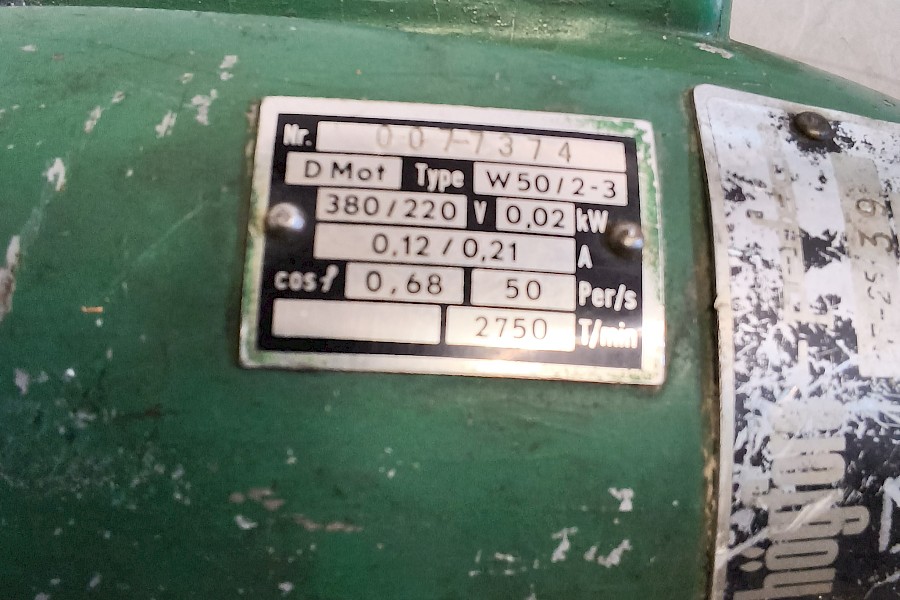 Nr. 007-7374
D Mot Type W50/2-3
380/220 V 0,02 kW
0,12 / 0,21 A
cos φ 0,68 50 Per/s
2750 T/min
högton